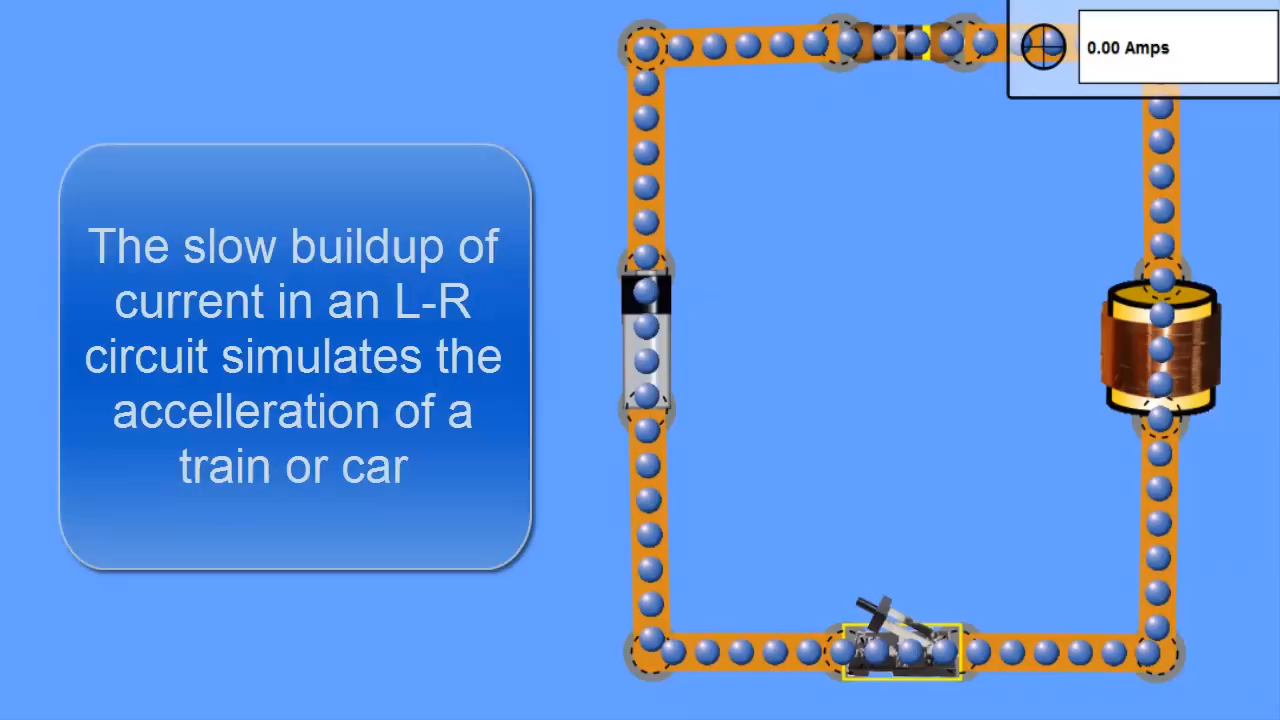 The slow buildup of
current in an L-R
circuit simulates the
accelleration of a
train or car
0.00 Amps